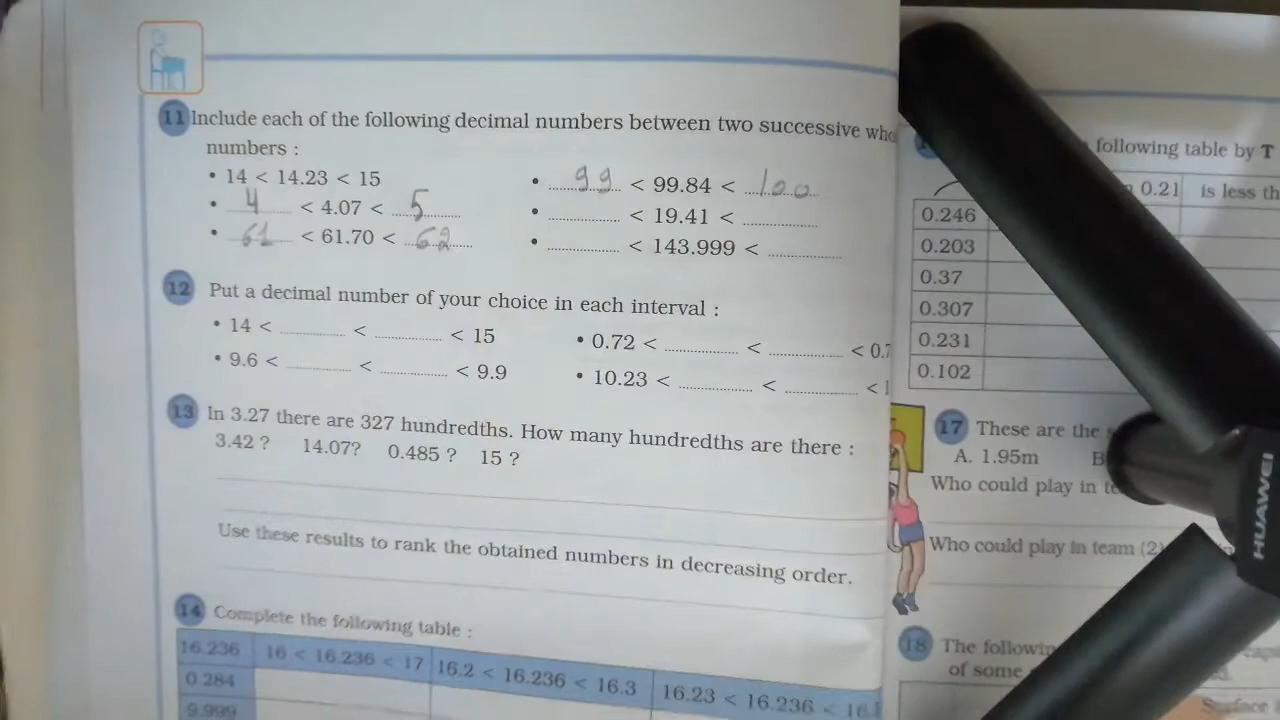 11 Include each of the following decimal numbers between two successive
numbers :
• 14 < 14.23 < 15
• 4 < 4.07 < 5
• 61 < 61.70 < 62
• 99 < 99.84 < 100
• ........ < 19.41 < ........
• ........ < 143.999 < ........
12 Put a decimal number of your choice in each interval :
• 14 < ........ < ........ < 15
• 9.6 < ........ < ........ < 9.9
• 0.72 < ........ < ........ < 0.7
• 10.23 < ........ < ........ <
13 In 3.27 there are 327 hundredths. How many hundredths are there :
3.42 ? 14.07? 0.485 ? 15 ?
Use these results to rank the obtained numbers in decreasing order.
14 Complete the following table :
16.236 16 < 16.236 < 17 16.2 < 16.236 < 16.3 16.23 < 16.236 < 16.
0.284
9.999
following table by T
0.21 is less
0.246
0.203
0.37
0.307
0.231
0.102
17 These are the
A. 1.95m B
Who could play in
Who could play in team (2)
18 The
of some
HUAWEI